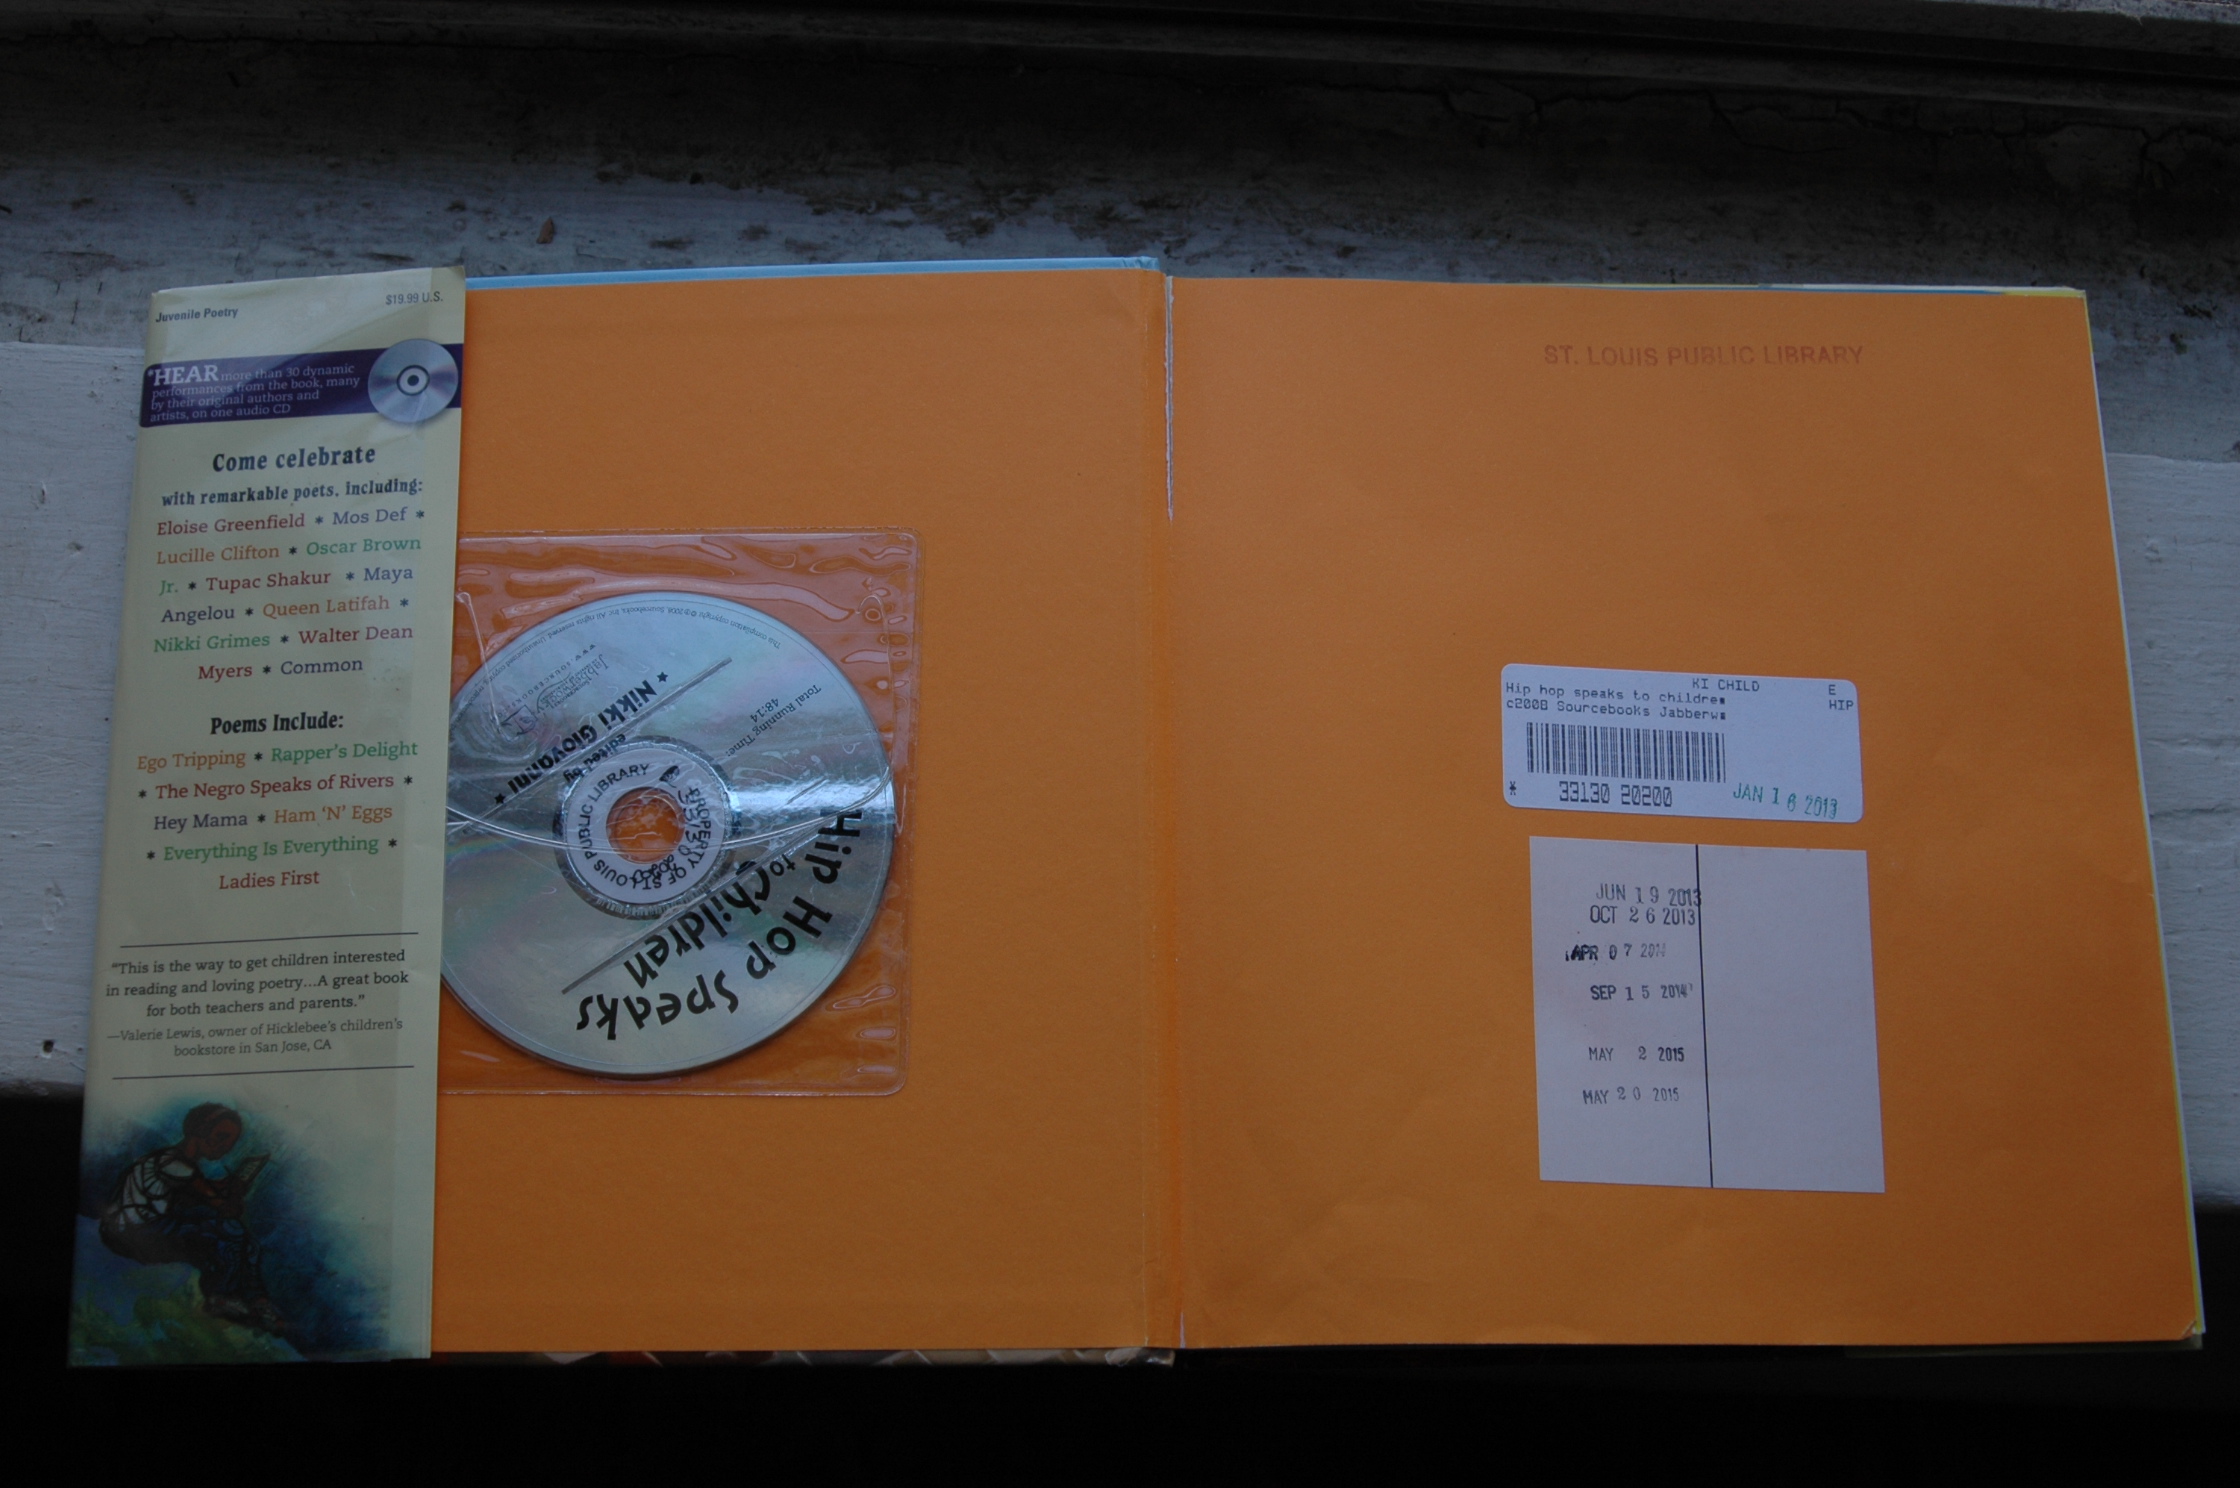 Juvenile Poetry
$19.99 U.S.
*HEAR more than 30 dynamic
performances from the book, many
by their original authors and
artists, on one audio CD
Come celebrate
with remarkable poets, including:
Eloise Greenfield * Mos Def *
Lucille Clifton * Oscar Brown
Jr. * Tupac Shakur * Maya
Angelou * Queen Latifah *
Nikki Grimes * Walter Dean
Myers * Common
Poems Include:
Ego Tripping * Rapper's Delight
* The Negro Speaks of Rivers *
Hey Mama * Ham 'N' Eggs
* Everything Is Everything *
Ladies First
"This is the way to get children interested
in reading and loving poetry...A great book
for both teachers and parents."
—Valerie Lewis, owner of Hicklebee's children's
bookstore in San Jose, CA
Hip Hop Speaks
to Children
edited by
* Nikki Giovanni *
Total Running Time:
48:14
PROPERTY OF ST. LOUIS PUBLIC LIBRARY
ST. LOUIS PUBLIC LIBRARY
KI CHILD
E
Hip hop speaks to childre
HIP
c2008 Sourcebooks Jabberw
33130 20200
JAN 16 2013
JUN 19 2013
OCT 26 2013
APR 07 2014
SEP 15 2014
MAY 2 2015
MAY 20 2015